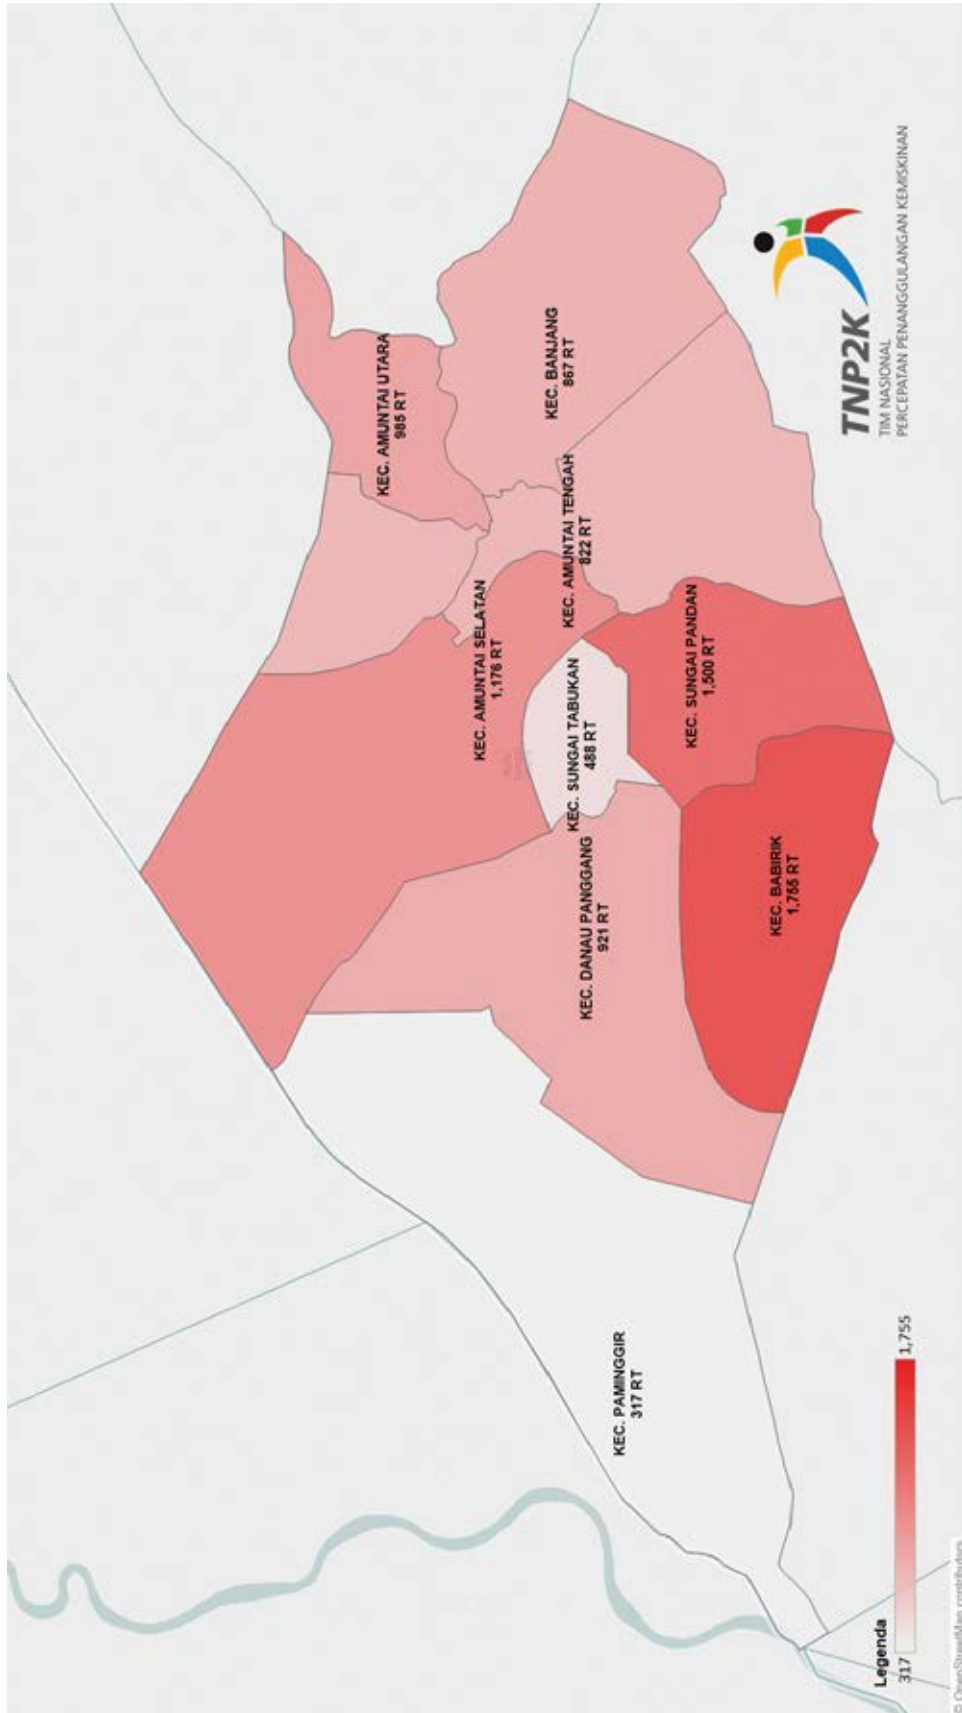 KEC. AMUNTAI UTARA
985 RT
KEC. BANJANG
867 RT
KEC. AMUNTAI TENGAH
822 RT
KEC. AMUNTAI SELATAN
1,176 RT
KEC. SUNGAI TABUKAN
488 RT
KEC. SUNGAI PANDAN
1,500 RT
KEC. DANAU PANGGANG
921 RT
KEC. BABIRIK
1,755 RT
KEC. PAMINGGIR
317 RT
TNP2K
TIM NASIONAL
PERCEPATAN PENANGGULANGAN KEMISKINAN
Legenda
317
1,755
© OpenStreetMap contributors